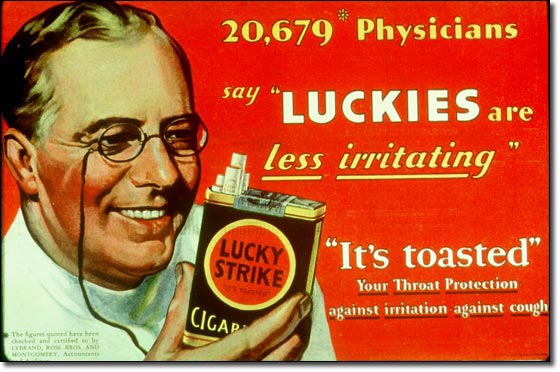 20,679* Physicians
say "LUCKIES are
less irritating"
LUCKY
STRIKE
"IT'S TOASTED"
"It's toasted"
Your Throat Protection
against irritation against cough
The figures quoted have been
checked and certified to by
LYBRAND, ROSS BROS. AND
MONTGOMERY, Accountants